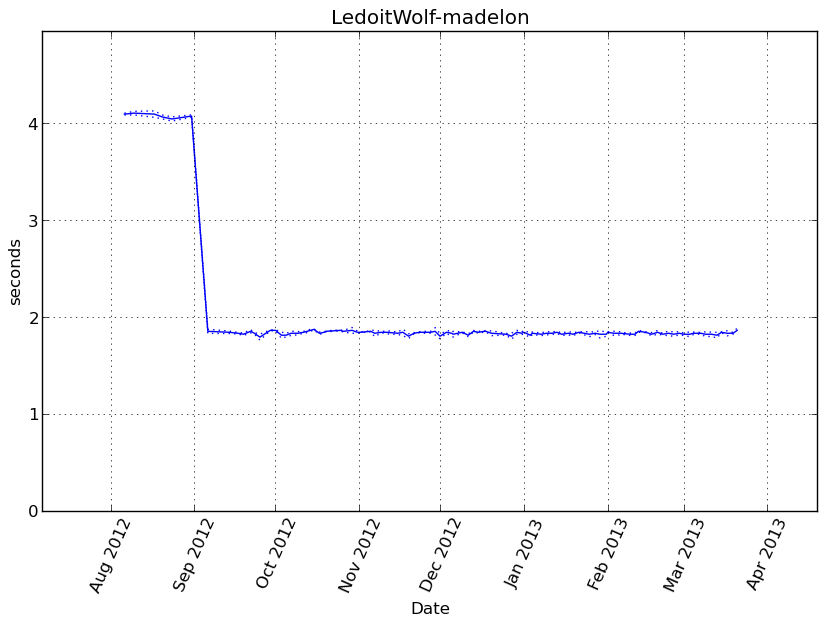 LedoitWolf-madelon
4
3
2
1
0
seconds
Aug 2012
Sep 2012
Oct 2012
Nov 2012
Dec 2012
Jan 2013
Feb 2013
Mar 2013
Apr 2013
Date